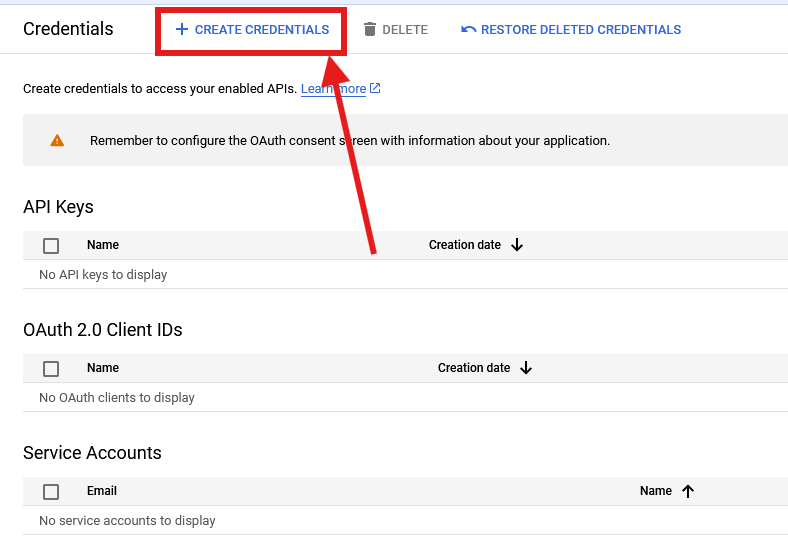 Credentials
CREATE CREDENTIALS
DELETE
RESTORE DELETED CREDENTIALS
Create credentials to access your enabled APIs. Learn more
Remember to configure the OAuth consent screen with information about your application.
API Keys
Name Creation date
No API keys to display
OAuth 2.0 Client IDs
Name Creation date
No OAuth clients to display
Service Accounts
Email Name
No service accounts to display